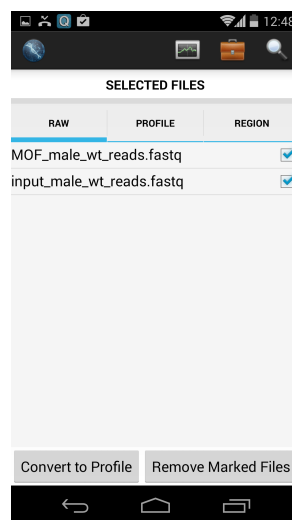 12:48
SELECTED FILES
RAW PROFILE REGION
MOF_male_wt_reads.fastq
input_male_wt_reads.fastq
Convert to Profile Remove Marked Files